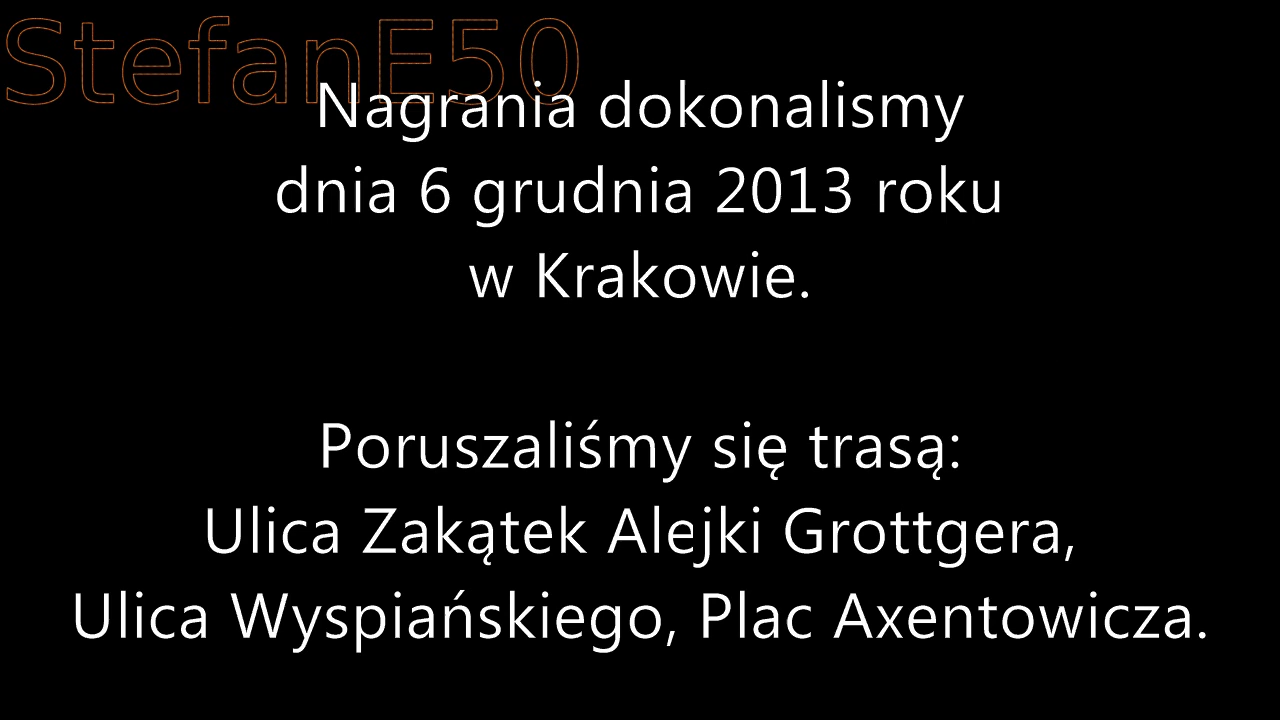 StefanE50
Nagrania dokonalismy
dnia 6 grudnia 2013 roku
w Krakowie.
Poruszaliśmy się trasą:
Ulica Zakątek Alejki Grottgera,
Ulica Wyspiańskiego, Plac Axentowicza.